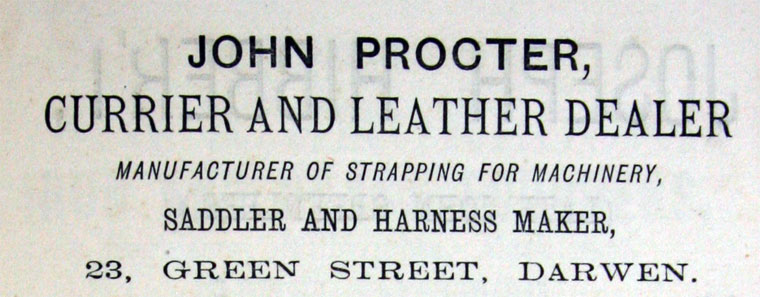 JOHN PROCTER,
CURRIER AND LEATHER DEALER
MANUFACTURER OF STRAPPING FOR MACHINERY,
SADDLER AND HARNESS MAKER,
23, GREEN STREET, DARWEN.